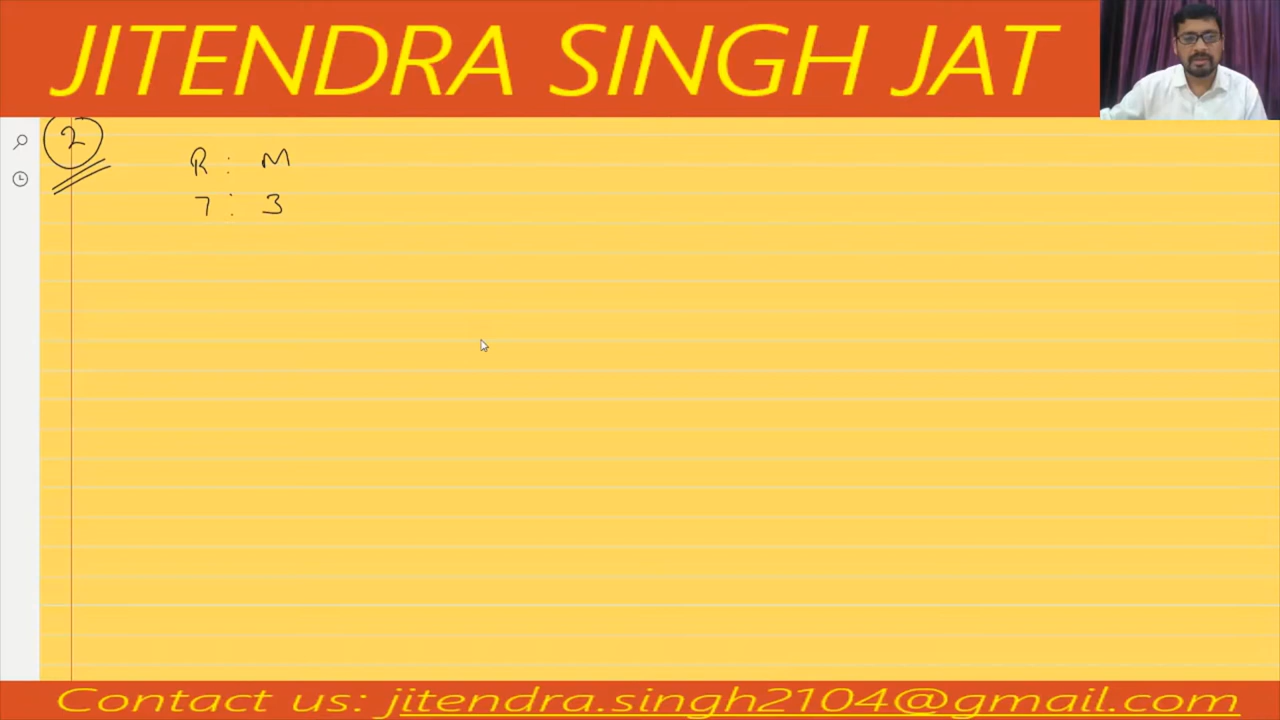 JITENDRA SINGH JAT
2
R : M
7 : 3
Contact us: jitendra.singh2104@gmail.com